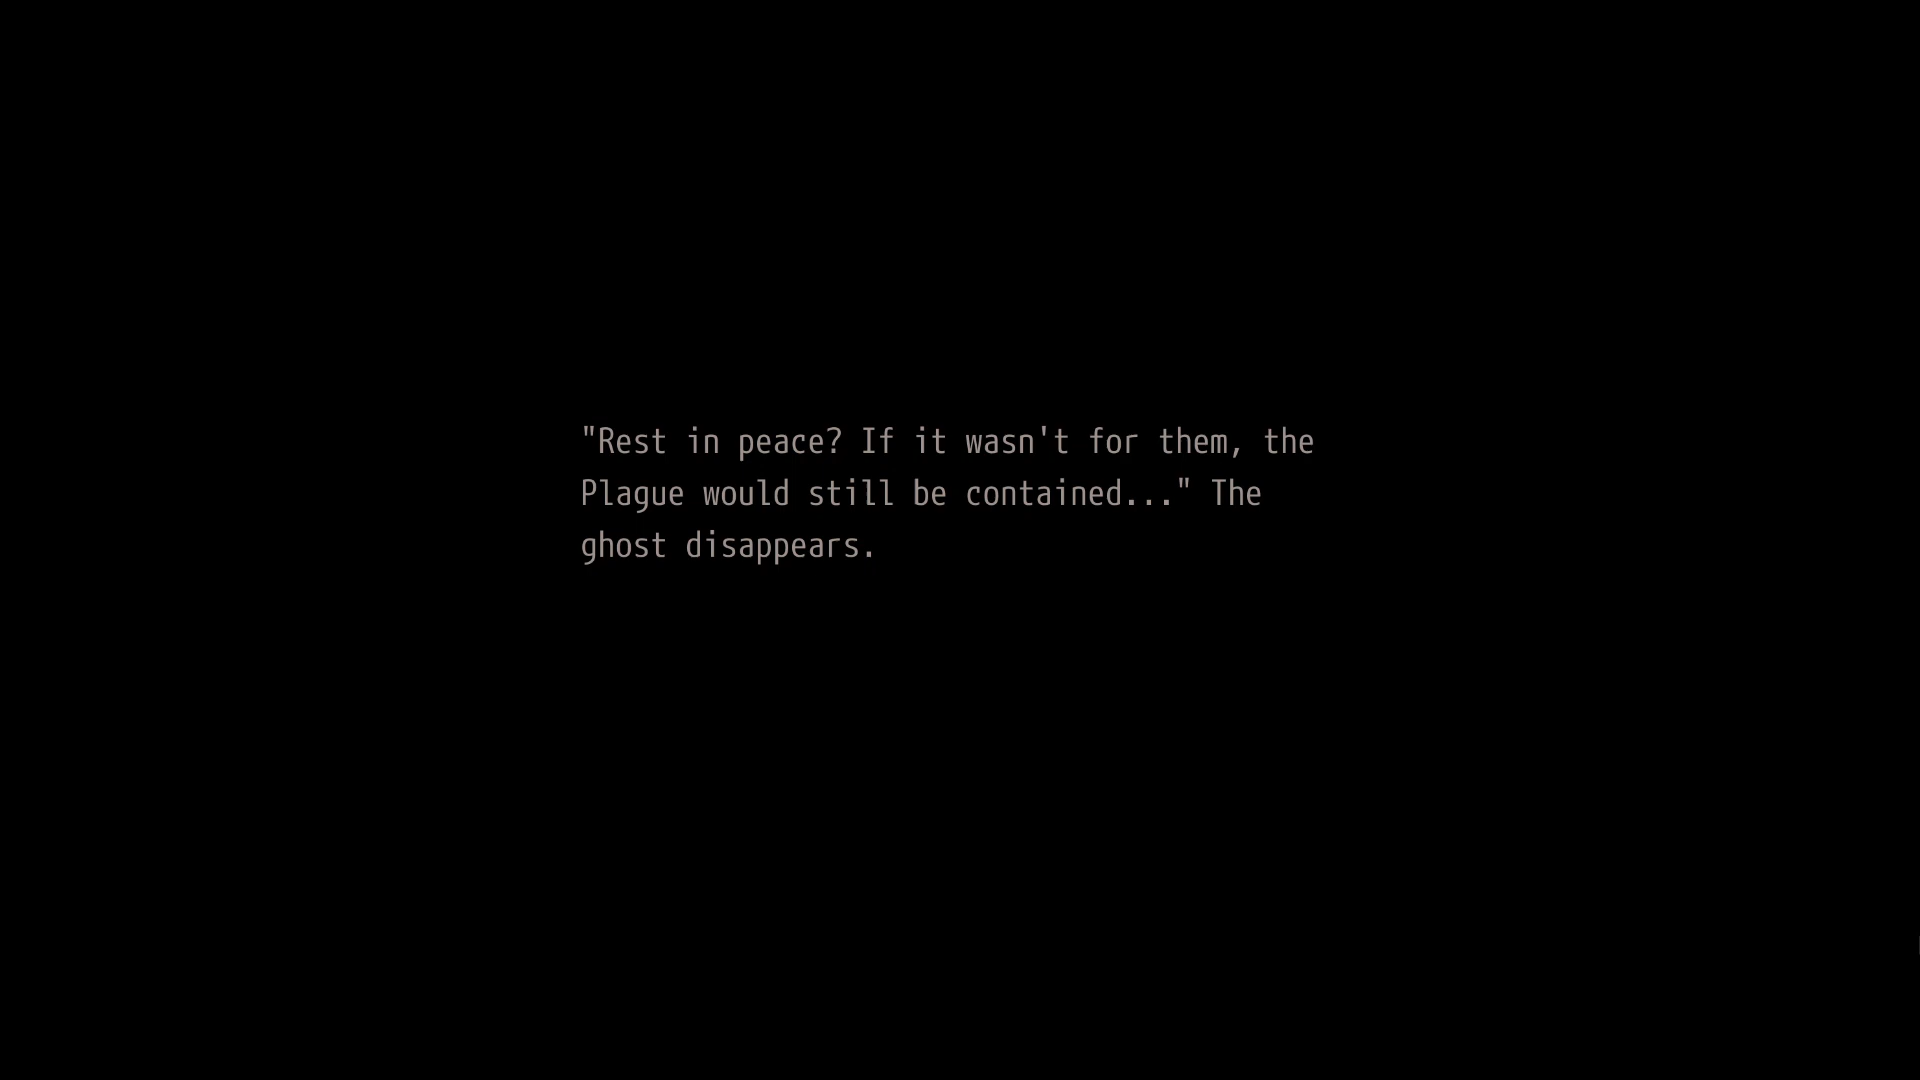 "Rest in peace? If it wasn't for them, the
Plague would still be contained..." The
ghost disappears.